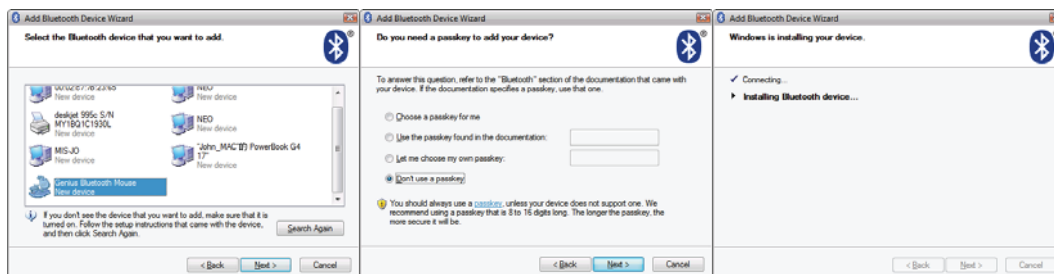 Add Bluetooth Device Wizard
Select the Bluetooth device that you want to add.
00:02:e7:78:23:65
New device
NEO
New device
deskjet 995c S/N
MY1BQ1C1930L
New device
NEO
New device
MIS-JO
New device
"John_MAC"的 PowerBook G4
17"
New device
Genius Bluetooth Mouse
New device
If you don't see the device that you want to add, make sure that it is
turned on. Follow the setup instructions that came with the device,
and then click Search Again.
Search Again
< Back
Next >
Cancel
Add Bluetooth Device Wizard
Do you need a passkey to add your device?
To answer this question, refer to the "Bluetooth" section of the documentation that came with
your device. If the documentation specifies a passkey, use that one.
Choose a passkey for me
Use the passkey found in the documentation:
Let me choose my own passkey:
Don't use a passkey
You should always use a passkey, unless your device does not support one. We
recommend using a passkey that is 8 to 16 digits long. The longer the passkey, the
more secure it will be.
< Back
Next >
Cancel
Add Bluetooth Device Wizard
Windows is installing your device.
Connecting...
Installing Bluetooth device...
< Back
Next >
Cancel